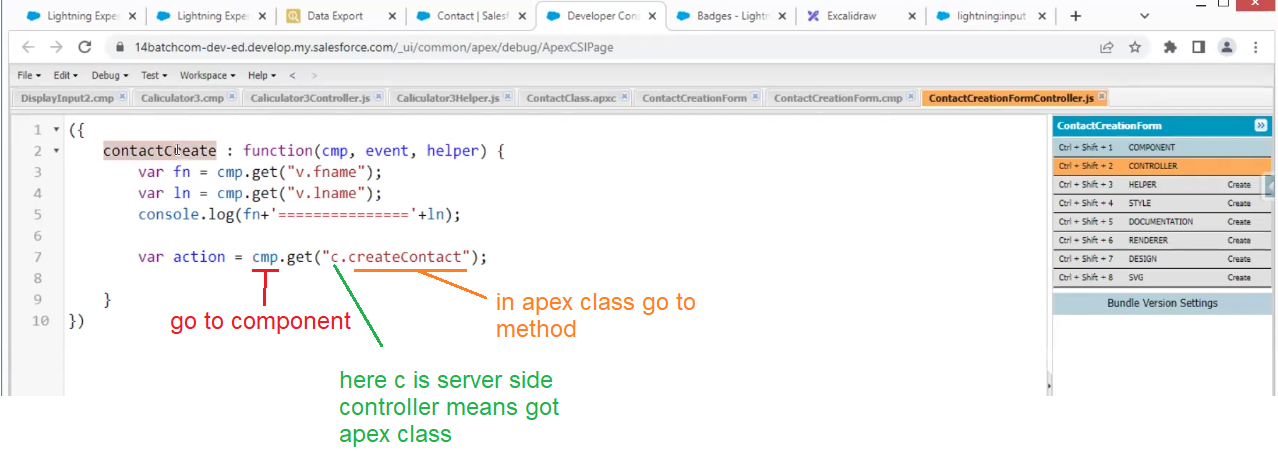 Lightning Expe
Lightning Expe
Data Export
Contact | Salesf
Developer Con
Badges - Lightn
Excalidraw
lightning:input
14batchcom-dev-ed.develop.my.salesforce.com/_ui/common/apex/debug/ApexCSIPage
File Edit Debug Test Workspace Help < >
DisplayInput2.cmp Caliculator3.cmp Caliculator3Controller.js Caliculator3Helper.js ContactClass.apxc ContactCreationForm ContactCreationForm.cmp ContactCreationFormController.js
1 ({
2 contactCreate : function(cmp, event, helper) {
3 var fn = cmp.get("v.fname");
4 var ln = cmp.get("v.lname");
5 console.log(fn+'==============='+ln);
6
7 var action = cmp.get("c.createContact");
8
9 }
10 })
go to component
in apex class go to
method
here c is server side
controller means got
apex class
ContactCreationForm
Ctrl + Shift + 1 COMPONENT
Ctrl + Shift + 2 CONTROLLER
Ctrl + Shift + 3 HELPER Create
Ctrl + Shift + 4 STYLE Create
Ctrl + Shift + 5 DOCUMENTATION Create
Ctrl + Shift + 6 RENDERER Create
Ctrl + Shift + 7 DESIGN Create
Ctrl + Shift + 8 SVG Create
Bundle Version Settings